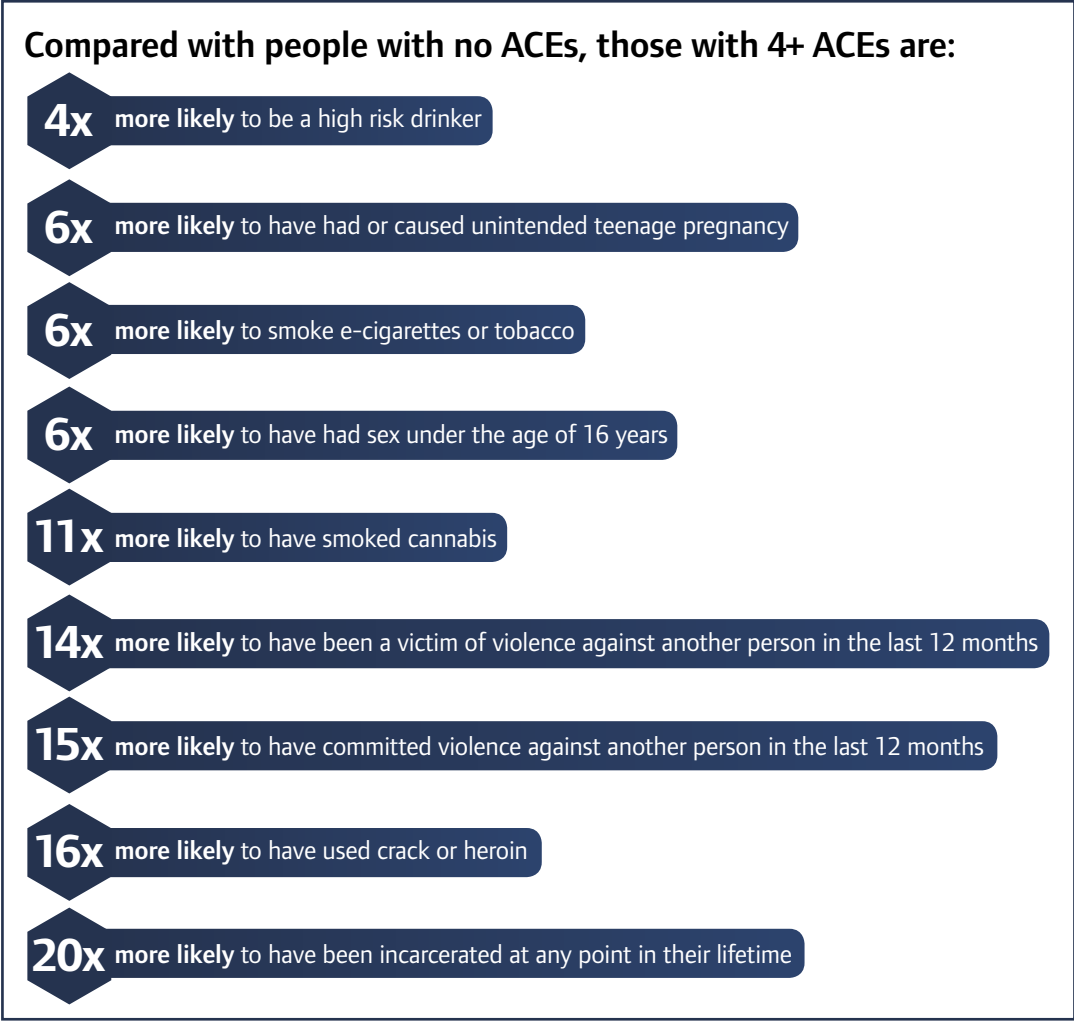 Compared with people with no ACEs, those with 4+ ACEs are:
4x more likely to be a high risk drinker
6x more likely to have had or caused unintended teenage pregnancy
6x more likely to smoke e-cigarettes or tobacco
6x more likely to have had sex under the age of 16 years
11x more likely to have smoked cannabis
14x more likely to have been a victim of violence against another person in the last 12 months
15x more likely to have committed violence against another person in the last 12 months
16x more likely to have used crack or heroin
20x more likely to have been incarcerated at any point in their lifetime